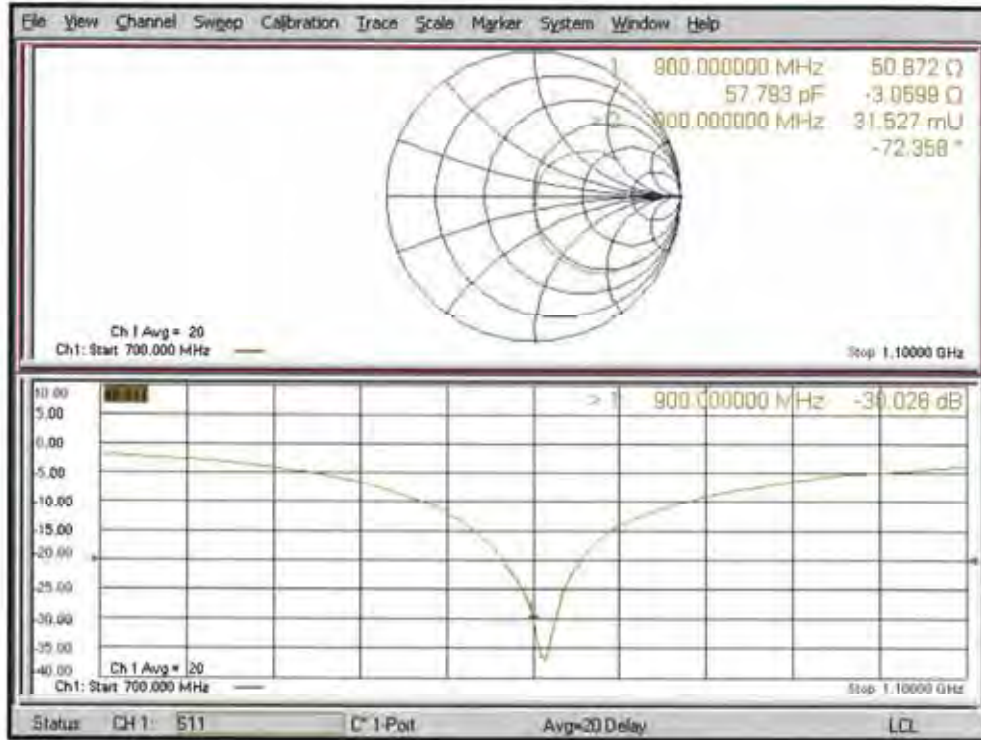 File View Channel Sweep Calibration Trace Scale Marker System Window Help
1 900.000000 MHz 50.872 Ω
57.793 pF -3.0599 Ω
> 2 900.000000 MHz 31.527 mU
-72.358 °
Ch 1 Avg = 20
Ch1: Start 700.000 MHz
Stop 1.10000 GHz
10.00
> 1 900.000000 MHz -30.028 dB
5.00
0.00
-5.00
-10.00
-15.00
-20.00
-25.00
-30.00
-35.00
-40.00
Ch 1 Avg = 20
Ch1: Start 700.000 MHz
Stop 1.10000 GHz
Status CH 1: S11 C* 1-Port Avg=20 Delay LCL